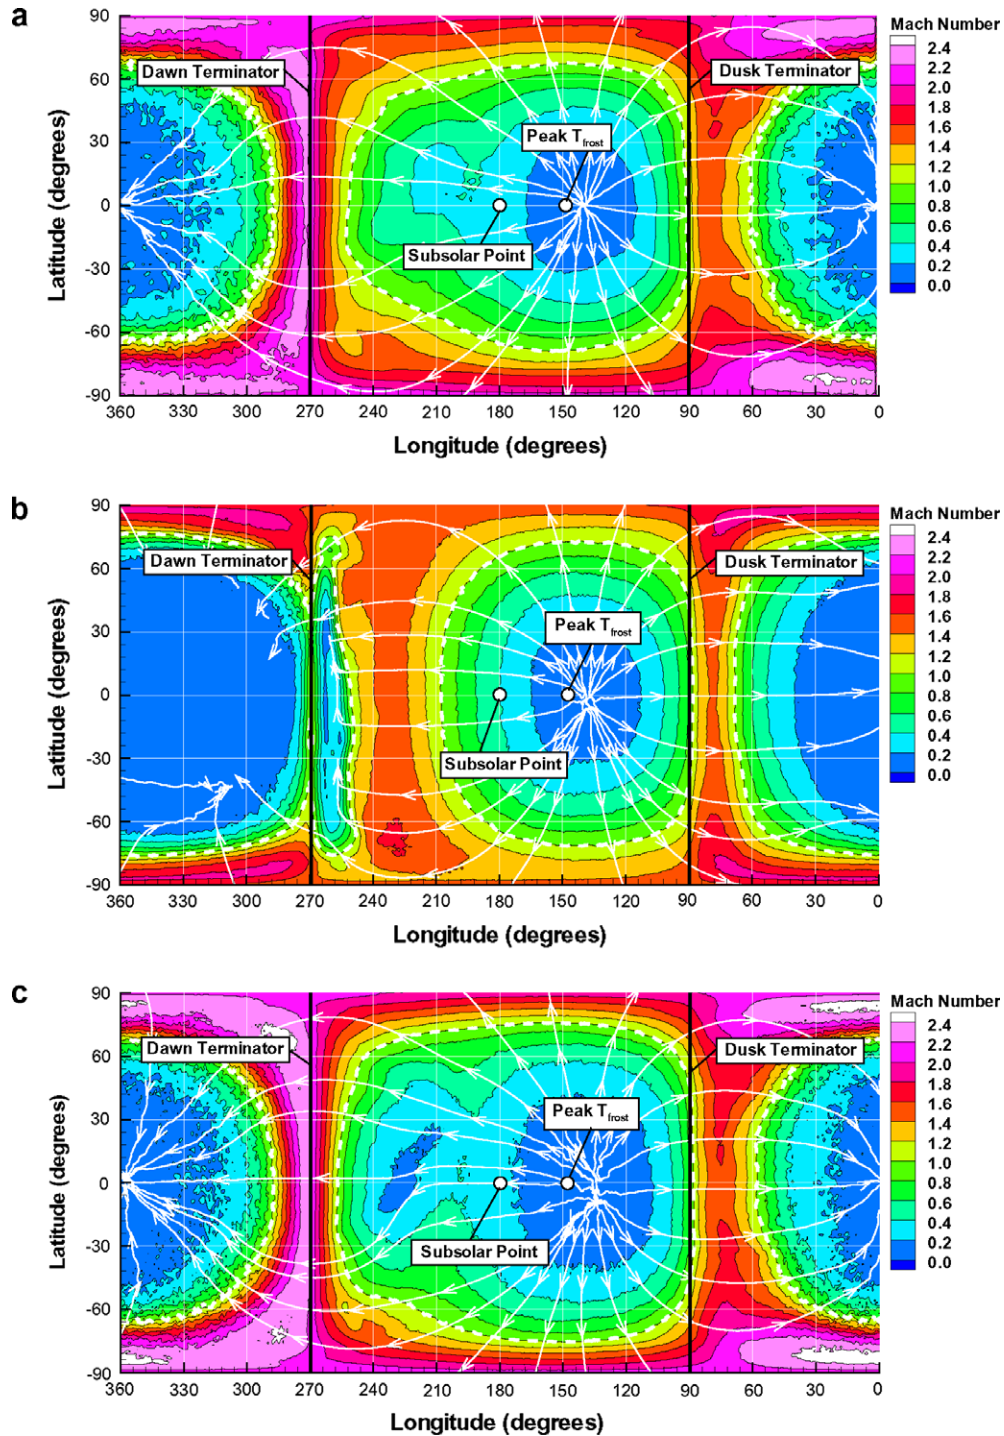 a
Mach Number
2.4
2.2
2.0
1.8
1.6
1.4
1.2
1.0
0.8
0.6
0.4
0.2
0.0
Latitude (degrees)
90
60
30
0
-30
-60
-90
Dawn Terminator
Dusk Terminator
Peak Tfrost
Subsolar Point
360 330 300 270 240 210 180 150 120 90 60 30 0
Longitude (degrees)
b
Mach Number
2.4
2.2
2.0
1.8
1.6
1.4
1.2
1.0
0.8
0.6
0.4
0.2
0.0
Latitude (degrees)
90
60
30
0
-30
-60
-90
Dawn Terminator
Dusk Terminator
Peak Tfrost
Subsolar Point
360 330 300 270 240 210 180 150 120 90 60 30 0
Longitude (degrees)
c
Mach Number
2.4
2.2
2.0
1.8
1.6
1.4
1.2
1.0
0.8
0.6
0.4
0.2
0.0
Latitude (degrees)
90
60
30
0
-30
-60
-90
Dawn Terminator
Dusk Terminator
Peak Tfrost
Subsolar Point
360 330 300 270 240 210 180 150 120 90 60 30 0
Longitude (degrees)